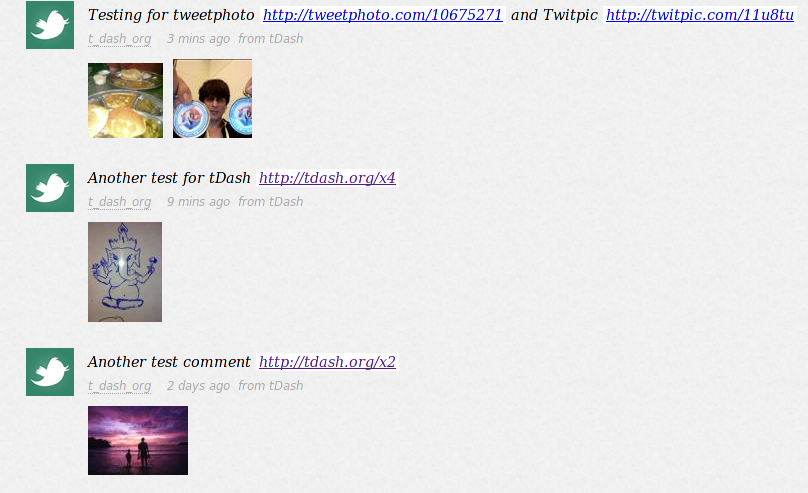 Testing for tweetphoto http://tweetphoto.com/10675271 and Twitpic http://twitpic.com/11u8tu
t_dash_org 3 mins ago from tDash
Another test for tDash http://tdash.org/x4
t_dash_org 9 mins ago from tDash
Another test comment http://tdash.org/x2
t_dash_org 2 days ago from tDash